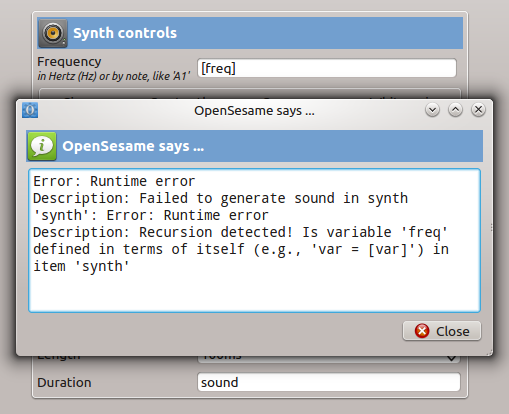 Synth controls
Frequency
in Hertz (Hz) or by note, like 'A1'
[freq]
OpenSesame says ...
OpenSesame says ...
Error: Runtime error
Description: Failed to generate sound in synth
'synth': Error: Runtime error
Description: Recursion detected! Is variable 'freq'
defined in terms of itself (e.g., 'var = [var]') in
item 'synth'
Close
Length
Duration
sound